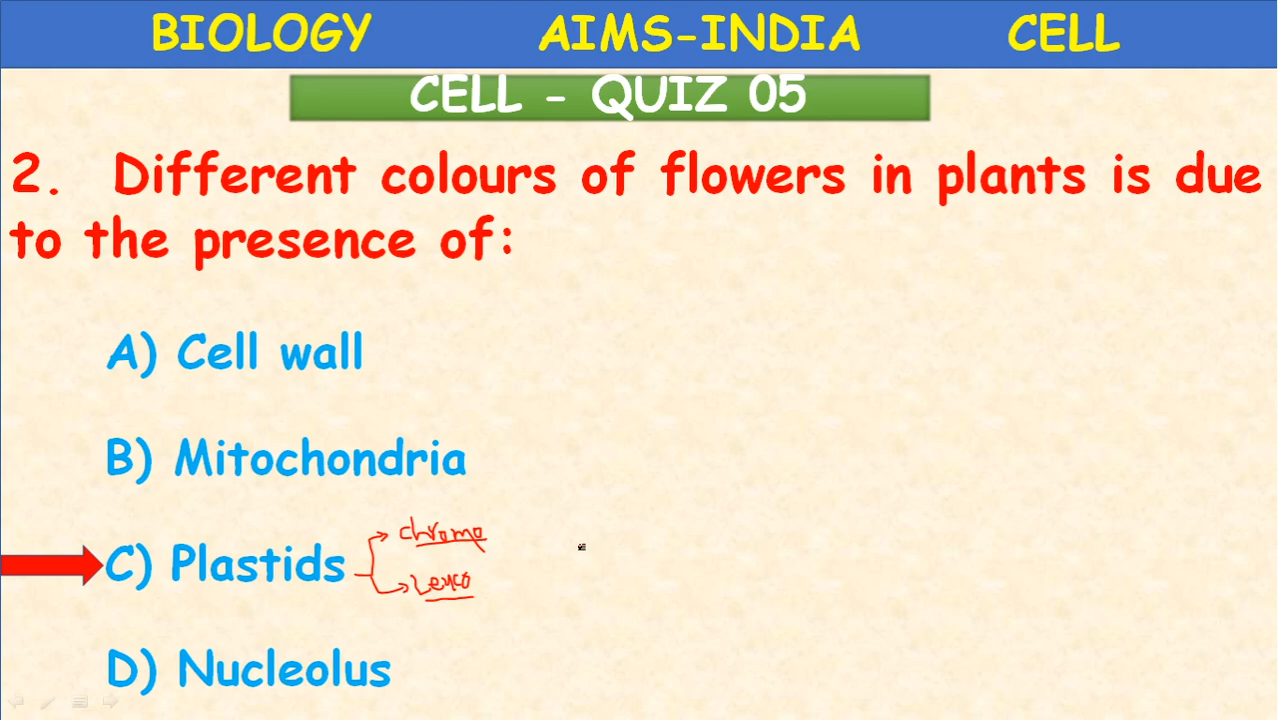 BIOLOGY AIMS-INDIA CELL
CELL - QUIZ 05
2. Different colours of flowers in plants is due
to the presence of:
A) Cell wall
B) Mitochondria
chromo
C) Plastids
Leuco
D) Nucleolus